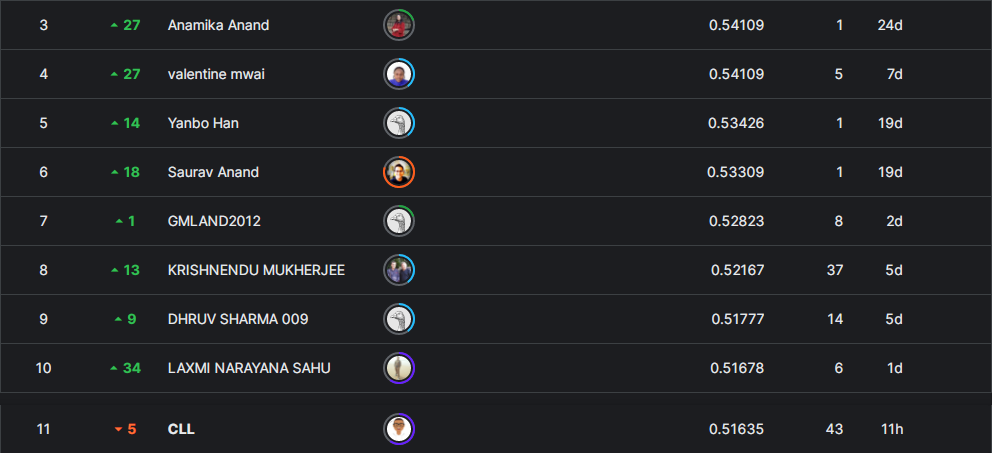 3 27 Anamika Anand 0.54109 1 24d
4 27 valentine mwai 0.54109 5 7d
5 14 Yanbo Han 0.53426 1 19d
6 18 Saurav Anand 0.53309 1 19d
7 1 GMLAND2012 0.52823 8 2d
8 13 KRISHNENDU MUKHERJEE 0.52167 37 5d
9 9 DHRUV SHARMA 009 0.51777 14 5d
10 34 LAXMI NARAYANA SAHU 0.51678 6 1d
11 5 CLL 0.51635 43 11h